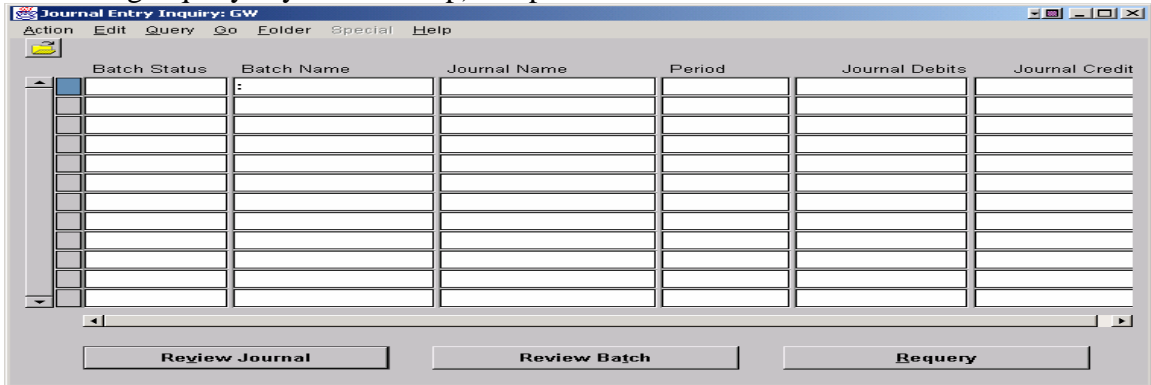 Journal Entry Inquiry: GW
Action Edit Query Go Folder Special Help
Batch Status Batch Name Journal Name Period Journal Debits Journal Credit
:
Review Journal Review Batch Requery